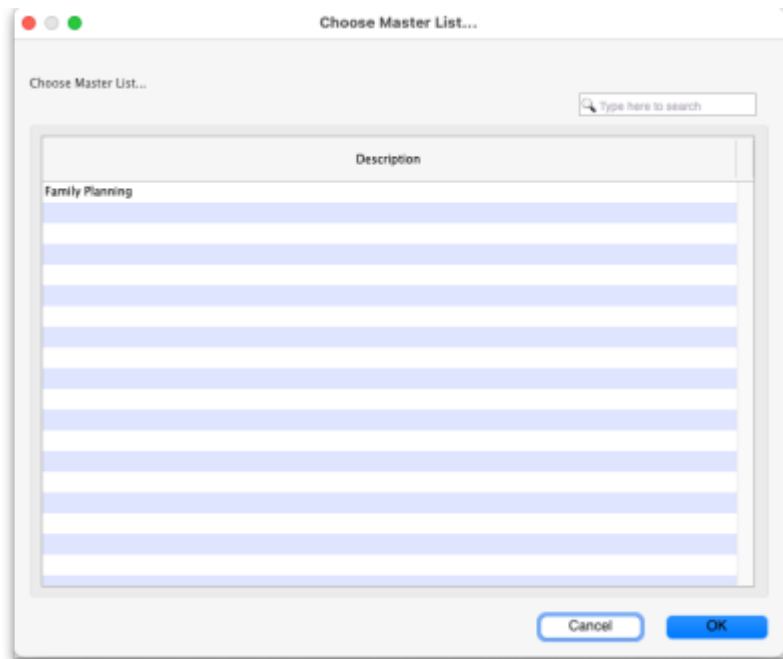 Choose Master List...
Choose Master List...
Type here to search
Description
Family Planning
Cancel
OK